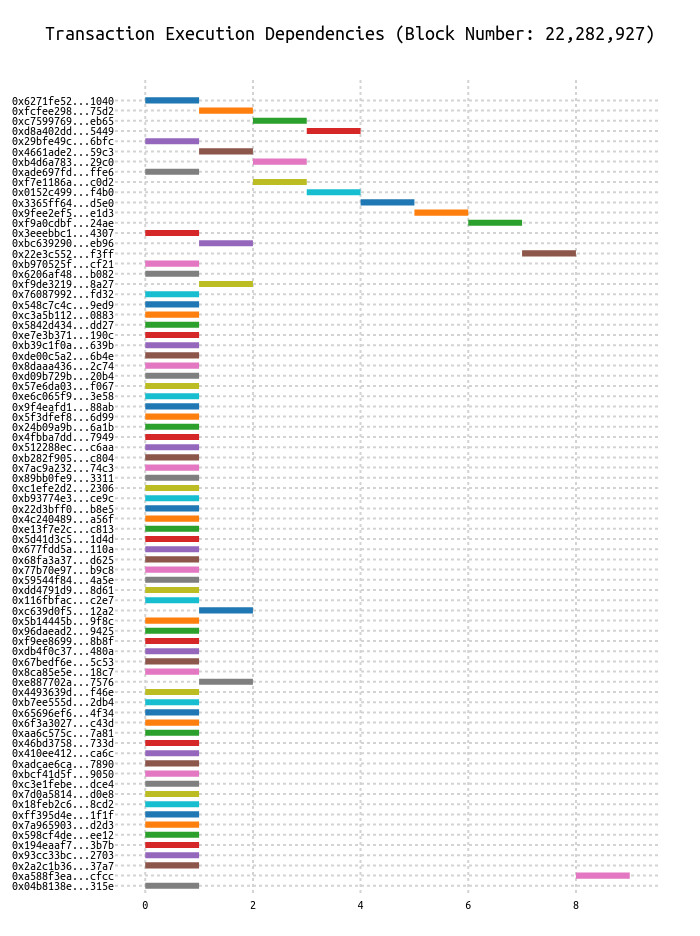 Transaction Execution Dependencies (Block Number: 22,282,927)
0x6271fe52...1040
0xfcfee298...75d2
0xc7599769...eb65
0xd8a402dd...5449
0x29bfe49c...6bfc
0x4661ade2...59c3
0xb4d6a783...29c0
0xade697fd...ffe6
0xf7e1186a...c0d2
0x0152c499...f4b0
0x3365ff64...d5e0
0x9fee2ef5...e1d3
0xf9a0cdbf...24ae
0x3eeebbc1...4307
0xbc639290...eb96
0x22e3c552...f3ff
0xb970525f...cf21
0x6206af48...b082
0xf9de3219...8a27
0x76087992...fd32
0x548c7c4c...9ed9
0xc3a5b112...0883
0x5842d434...dd27
0xe7e3b371...190c
0xb39c1f0a...639b
0xde00c5a2...6b4e
0x8daaa436...2c74
0xd09b729b...20b4
0x57e6da03...f067
0xe6c065f9...3e58
0x9f4eafd1...88ab
0x5f3dfef8...6d99
0x24b09a9b...6a1b
0x4fbba7dd...7949
0x512288ec...c6aa
0xb282f905...c804
0x7ac9a232...74c3
0x89bb0fe9...3311
0xc1efe2d2...2306
0xb93774e3...ce9c
0x22d3bff0...b8e5
0x4c240489...a56f
0xe13f7e2c...c813
0x5d41d3c5...1d4d
0x677fdd5a...110a
0x68fa3a37...d625
0x77b70e97...b9c8
0x59544f84...4a5e
0xdd4791d9...8d61
0x116fbfac...c2e7
0xc639d0f5...12a2
0x5b14445b...9f8c
0x96daead2...9425
0xf9ee8699...8b8f
0xdb4f0c37...480a
0x67bedf6e...5c53
0x8ca85e5e...18c7
0xe887702a...7576
0x4493639d...f46e
0xb7ee555d...2db4
0x65696ef6...4f34
0x6f3a3027...c43d
0xaa6c575c...7a81
0x46bd3758...733d
0x410ee412...ca6c
0xadcae6ca...7890
0xbcf41d5f...9050
0xc3e1febe...dce4
0x7d0a5814...d0e8
0x18feb2c6...8cd2
0xff395d4e...1f1f
0x7a965903...d2d3
0x598cf4de...ee12
0x194eaaf7...3b7b
0x93cc33bc...2703
0x2a2c1b36...37a7
0xa588f3ea...cfcc
0x04b8138e...315e
0 2 4 6 8